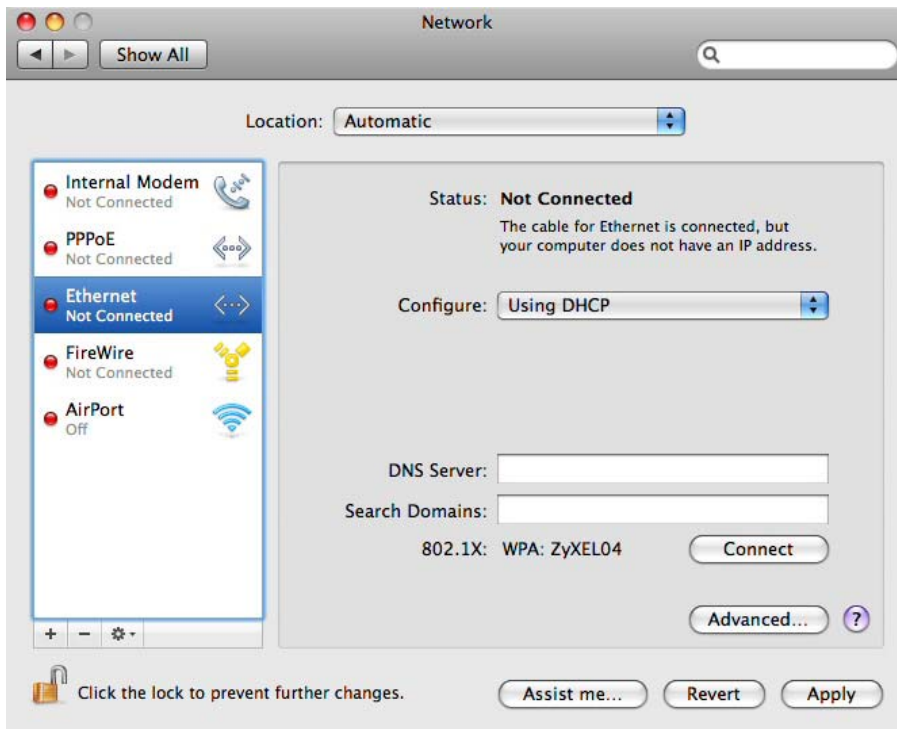 Network
Show All
Location: Automatic
Internal Modem
Not Connected
PPPoE
Not Connected
Ethernet
Not Connected
FireWire
Not Connected
AirPort
Off
Status: Not Connected
The cable for Ethernet is connected, but
your computer does not have an IP address.
Configure: Using DHCP
DNS Server:
Search Domains:
802.1X: WPA: ZyXEL04 Connect
Advanced... ?
+ −
Click the lock to prevent further changes.
Assist me... Revert Apply